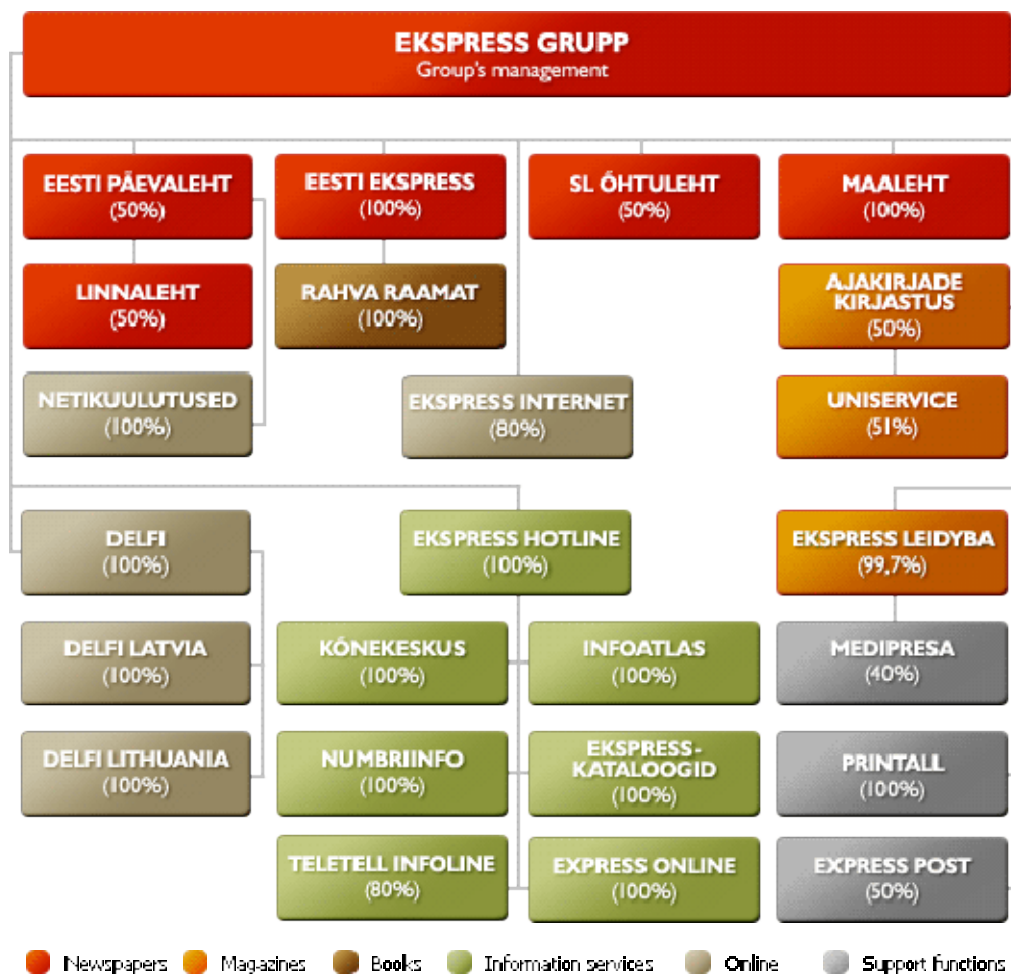 EKSPRESS GRUPP
Group's management
EESTI PÄEVALEHT
(50%)
EESTI EKSPRESS
(100%)
SL ÕHTULEHT
(50%)
MAALEHT
(100%)
LINNALEHT
(50%)
RAHVA RAAMAT
(100%)
AJAKIRJADE
KIRJASTUS
(50%)
NETIKUULUTUSED
(100%)
EKSPRESS INTERNET
(80%)
UNISERVICE
(51%)
DELFI
(100%)
EKSPRESS HOTLINE
(100%)
EKSPRESS LEIDYBA
(99,7%)
DELFI LATVIA
(100%)
KÕNEKESKUS
(100%)
INFOATLAS
(100%)
MEDIPRESA
(40%)
DELFI LITHUANIA
(100%)
NUMBRIINFO
(100%)
EKSPRESS-
KATALOOGID
(100%)
PRINTALL
(100%)
TELETELL INFOLINE
(80%)
EXPRESS ONLINE
(100%)
EXPRESS POST
(50%)
Newspapers Magazines Books Information services Online Support functions